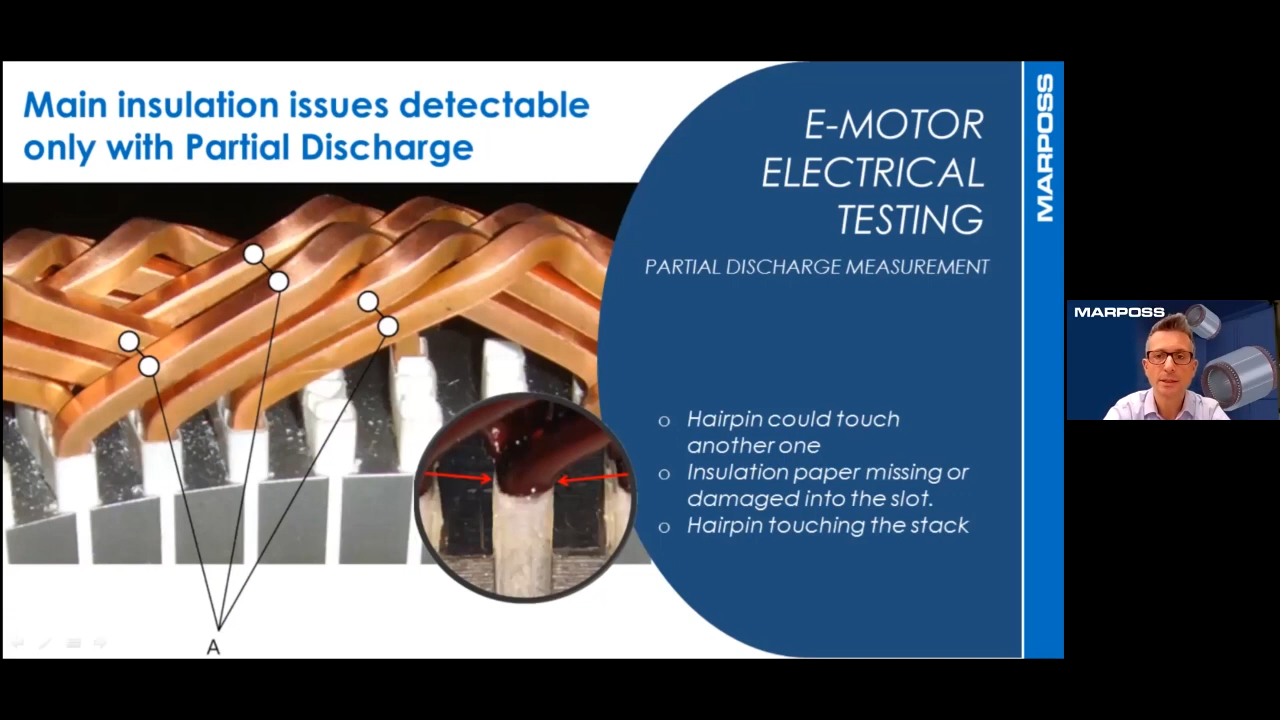 Main insulation issues detectable
only with Partial Discharge
A
E-MOTOR
ELECTRICAL
TESTING
PARTIAL DISCHARGE MEASUREMENT
o Hairpin could touch
another one
o Insulation paper missing or
damaged into the slot.
o Hairpin touching the stack
MARPOSS
MARPOSS